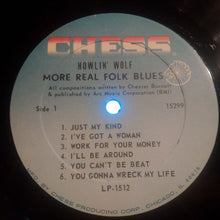 CHESS
HOWLIN' WOLF
MORE REAL FOLK BLUES
All compositions written by Chester Burnett
& published by Arc Music Corporation (BMI)
Side 1
15299
1. JUST MY KIND
2. I'VE GOT A WOMAN
3. WORK FOR YOUR MONEY
4. I'LL BE AROUND
5. YOU CAN'T BE BEAT
6. YOU GONNA WRECK MY LIFE
LP-1512
MFG. BY CHESS PRODUCING CORP. CHICAGO, ILL.